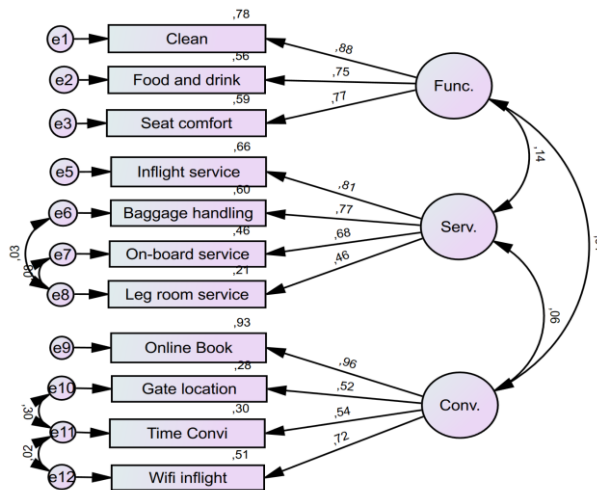 ,78
e1 Clean ,88
,56
e2 Food and drink ,75 Func.
,59
e3 Seat comfort ,77
,14
,66
e5 Inflight service ,81
,60
e6 Baggage handling ,77
,46
e7 On-board service ,68 Serv.
,03
,21
e8 Leg room service ,46
,06
,93
e9 Online Book ,96
,28
e10 Gate location ,52
,30 Conv.
,30
e11 Time Convi ,54
,02
,51
e12 Wifi inflight ,72